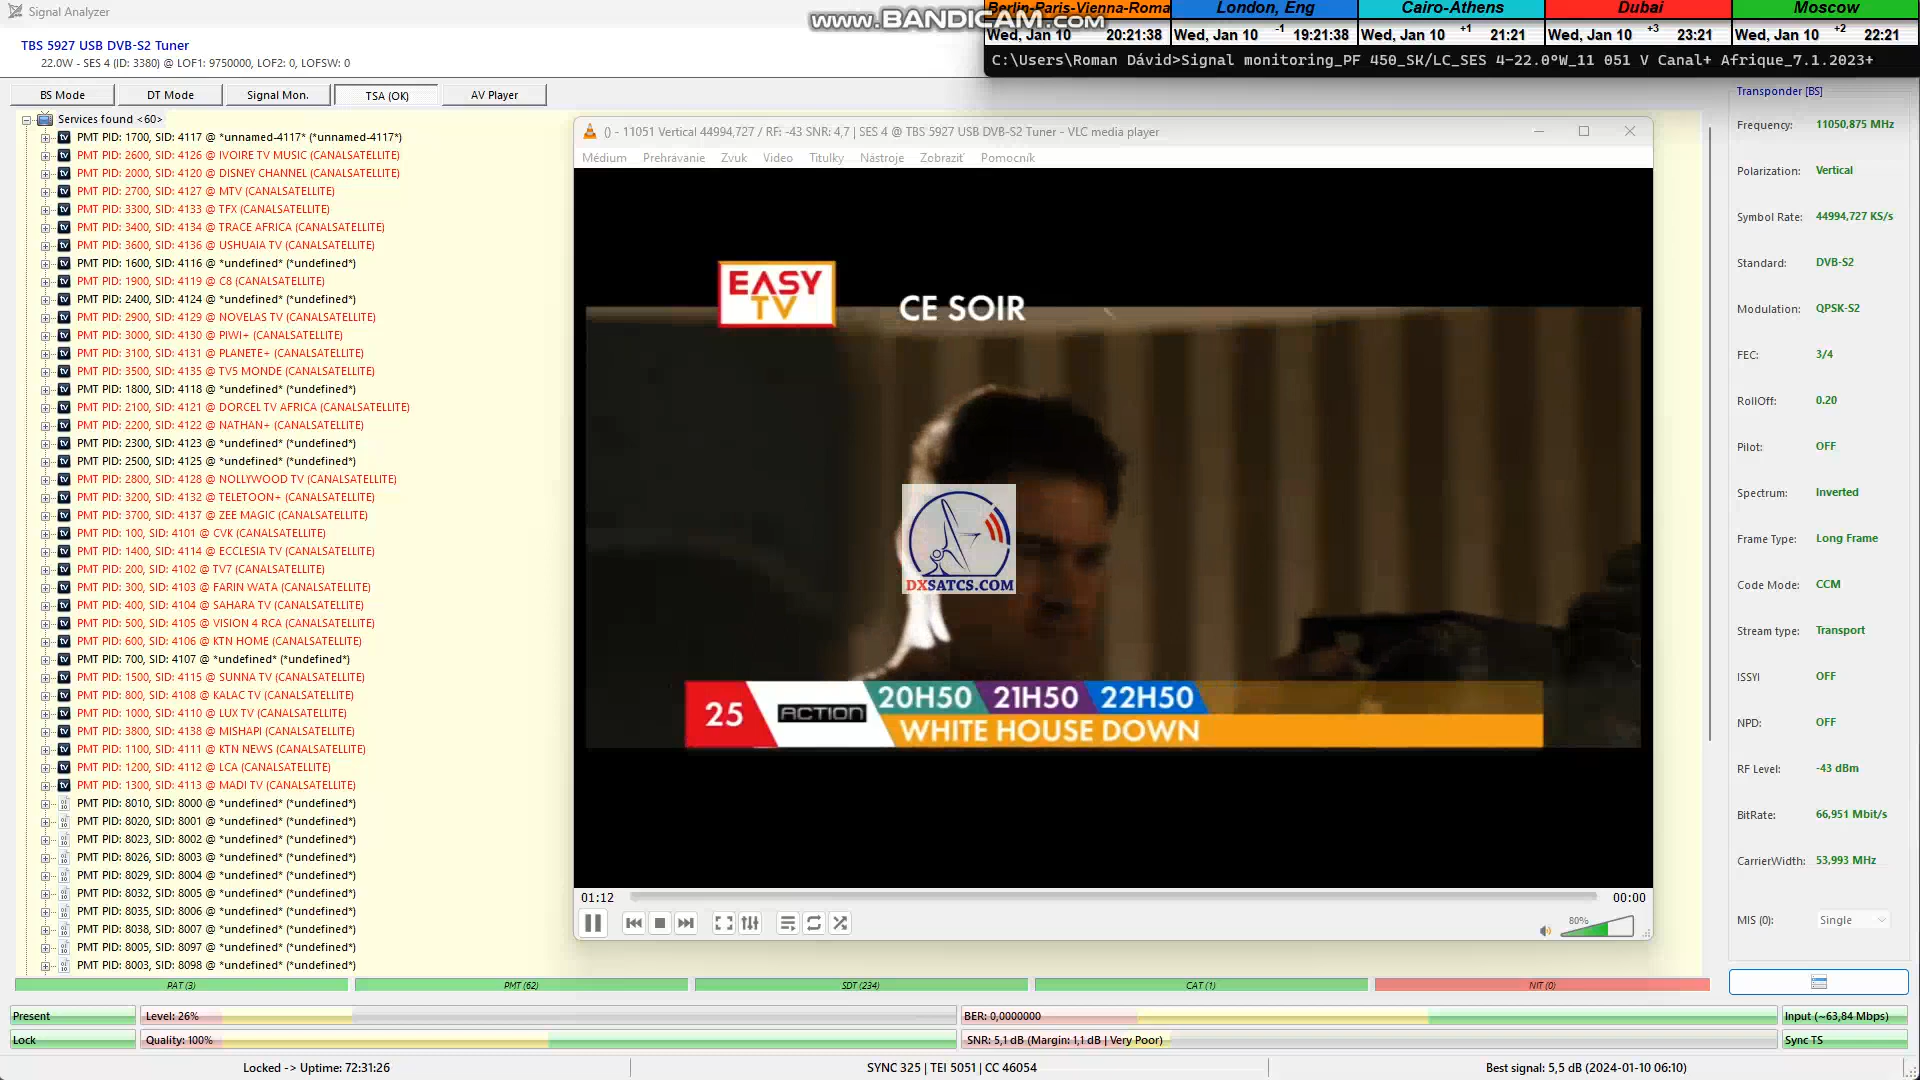 Signal Analyzer
www.BANDICAM.com
Berlin-Paris-Vienna-Roma
London, Eng
Cairo-Athens
Dubai
Moscow
Wed, Jan 10 20:21:38
Wed, Jan 10 -1 19:21:38
Wed, Jan 10 +1 21:21
Wed, Jan 10 +3 23:21
Wed, Jan 10 +2 22:21
TBS 5927 USB DVB-S2 Tuner
22.0W - SES 4 (ID: 3380) @ LOF1: 9750000, LOF2: 0, LOFSW: 0
C:\Users\Roman Dávid>Signal monitoring_PF 450_SK/LC_SES 4-22.0°W_11 051 V Canal+ Afrique_7.1.2023+
BS Mode
DT Mode
Signal Mon.
TSA (OK)
AV Player
Services found <60>
PMT PID: 1700, SID: 4117 @ *unnamed-4117* (*unnamed-4117*)
PMT PID: 2600, SID: 4126 @ IVOIRE TV MUSIC (CANALSATELLITE)
PMT PID: 2000, SID: 4120 @ DISNEY CHANNEL (CANALSATELLITE)
PMT PID: 2700, SID: 4127 @ MTV (CANALSATELLITE)
PMT PID: 3300, SID: 4133 @ TFX (CANALSATELLITE)
PMT PID: 3400, SID: 4134 @ TRACE AFRICA (CANALSATELLITE)
PMT PID: 3600, SID: 4136 @ USHUAIA TV (CANALSATELLITE)
PMT PID: 1600, SID: 4116 @ *undefined* (*undefined*)
PMT PID: 1900, SID: 4119 @ C8 (CANALSATELLITE)
PMT PID: 2400, SID: 4124 @ *undefined* (*undefined*)
PMT PID: 2900, SID: 4129 @ NOVELAS TV (CANALSATELLITE)
PMT PID: 3000, SID: 4130 @ PIWI+ (CANALSATELLITE)
PMT PID: 3100, SID: 4131 @ PLANETE+ (CANALSATELLITE)
PMT PID: 3500, SID: 4135 @ TV5 MONDE (CANALSATELLITE)
PMT PID: 1800, SID: 4118 @ *undefined* (*undefined*)
PMT PID: 2100, SID: 4121 @ DORCEL TV AFRICA (CANALSATELLITE)
PMT PID: 2200, SID: 4122 @ NATHAN+ (CANALSATELLITE)
PMT PID: 2300, SID: 4123 @ *undefined* (*undefined*)
PMT PID: 2500, SID: 4125 @ *undefined* (*undefined*)
PMT PID: 2800, SID: 4128 @ NOLLYWOOD TV (CANALSATELLITE)
PMT PID: 3200, SID: 4132 @ TELETOON+ (CANALSATELLITE)
PMT PID: 3700, SID: 4137 @ ZEE MAGIC (CANALSATELLITE)
PMT PID: 100, SID: 4101 @ CVK (CANALSATELLITE)
PMT PID: 1400, SID: 4114 @ ECCLESIA TV (CANALSATELLITE)
PMT PID: 200, SID: 4102 @ TV7 (CANALSATELLITE)
PMT PID: 300, SID: 4103 @ FARIN WATA (CANALSATELLITE)
PMT PID: 400, SID: 4104 @ SAHARA TV (CANALSATELLITE)
PMT PID: 500, SID: 4105 @ VISION 4 RCA (CANALSATELLITE)
PMT PID: 600, SID: 4106 @ KTN HOME (CANALSATELLITE)
PMT PID: 700, SID: 4107 @ *undefined* (*undefined*)
PMT PID: 1500, SID: 4115 @ SUNNA TV (CANALSATELLITE)
PMT PID: 800, SID: 4108 @ KALAC TV (CANALSATELLITE)
PMT PID: 1000, SID: 4110 @ LUX TV (CANALSATELLITE)
PMT PID: 3800, SID: 4138 @ MISHAPI (CANALSATELLITE)
PMT PID: 1100, SID: 4111 @ KTN NEWS (CANALSATELLITE)
PMT PID: 1200, SID: 4112 @ LCA (CANALSATELLITE)
PMT PID: 1300, SID: 4113 @ MADI TV (CANALSATELLITE)
PMT PID: 8010, SID: 8000 @ *undefined* (*undefined*)
PMT PID: 8020, SID: 8001 @ *undefined* (*undefined*)
PMT PID: 8023, SID: 8002 @ *undefined* (*undefined*)
PMT PID: 8026, SID: 8003 @ *undefined* (*undefined*)
PMT PID: 8029, SID: 8004 @ *undefined* (*undefined*)
PMT PID: 8032, SID: 8005 @ *undefined* (*undefined*)
PMT PID: 8035, SID: 8006 @ *undefined* (*undefined*)
PMT PID: 8038, SID: 8007 @ *undefined* (*undefined*)
PMT PID: 8005, SID: 8097 @ *undefined* (*undefined*)
PMT PID: 8003, SID: 8098 @ *undefined* (*undefined*)
() - 11051 Vertical 44994,727 / RF: -43 SNR: 4,7 | SES 4 @ TBS 5927 USB DVB-S2 Tuner - VLC media player
Médium Prehrávanie Zvuk Video Titulky Nástroje Zobraziť Pomocník
EASY
TV
CE SOIR
DXSATCS.COM
25
ACTION
20H50 21H50 22H50
WHITE HOUSE DOWN
01:12
00:00
80%
Transponder [BS]
Frequency: 11050,875 MHz
Polarization: Vertical
Symbol Rate: 44994,727 KS/s
Standard: DVB-S2
Modulation: QPSK-S2
FEC: 3/4
RollOff: 0.20
Pilot: OFF
Spectrum: Inverted
Frame Type: Long Frame
Code Mode: CCM
Stream type: Transport
ISSYI OFF
NPD: OFF
RF Level: -43 dBm
BitRate: 66,951 Mbit/s
CarrierWidth: 53,993 MHz
MIS (0): Single
PAT (3)
PMT (62)
SDT (234)
CAT (1)
NIT (0)
Present
Level: 26%
BER: 0,0000000
Input (~63,84 Mbps)
Lock
Quality: 100%
SNR: 5,1 dB (Margin: 1,1 dB | Very Poor)
Sync TS
Locked -> Uptime: 72:31:26
SYNC 325 | TEI 5051 | CC 46054
Best signal: 5,5 dB (2024-01-10 06:10)